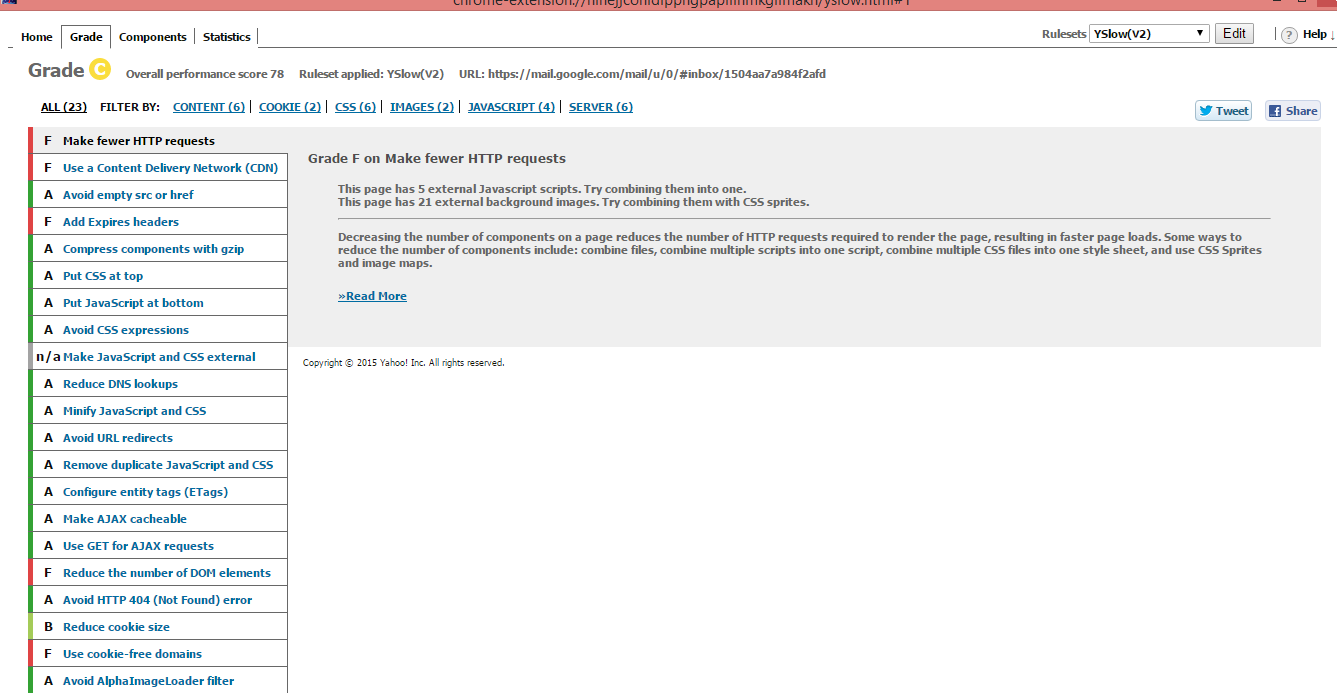 Home Grade Components Statistics Rulesets YSlow(V2) Edit ? Help ↓
Grade C Overall performance score 78 Ruleset applied: YSlow(V2) URL: https://mail.google.com/mail/u/0/#inbox/1504aa7a984f2afd
ALL (23) FILTER BY: CONTENT (6) | COOKIE (2) | CSS (6) | IMAGES (2) | JAVASCRIPT (4) | SERVER (6)
Tweet Share
F Make fewer HTTP requests
F Use a Content Delivery Network (CDN)
A Avoid empty src or href
F Add Expires headers
A Compress components with gzip
A Put CSS at top
A Put JavaScript at bottom
A Avoid CSS expressions
n/a Make JavaScript and CSS external
A Reduce DNS lookups
A Minify JavaScript and CSS
A Avoid URL redirects
A Remove duplicate JavaScript and CSS
A Configure entity tags (ETags)
A Make AJAX cacheable
A Use GET for AJAX requests
F Reduce the number of DOM elements
A Avoid HTTP 404 (Not Found) error
B Reduce cookie size
F Use cookie-free domains
A Avoid AlphaImageLoader filter
Grade F on Make fewer HTTP requests
This page has 5 external Javascript scripts. Try combining them into one.
This page has 21 external background images. Try combining them with CSS sprites.
Decreasing the number of components on a page reduces the number of HTTP requests required to render the page, resulting in faster page loads. Some ways to
reduce the number of components include: combine files, combine multiple scripts into one script, combine multiple CSS files into one style sheet, and use CSS Sprites
and image maps.
»Read More
Copyright © 2015 Yahoo! Inc. All rights reserved.